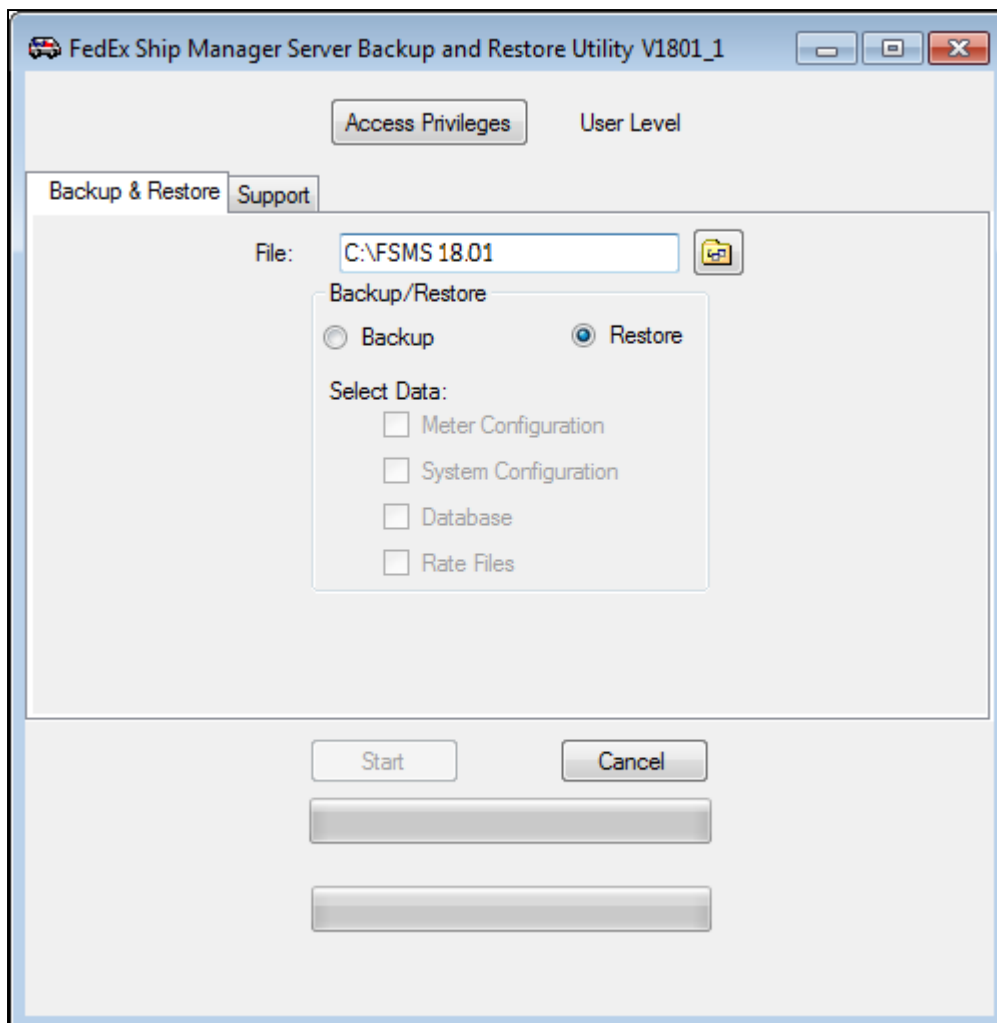 FedEx Ship Manager Server Backup and Restore Utility V1801_1
Access Privileges User Level
Backup & Restore Support
File: C:\FSMS 18.01
Backup/Restore
Backup Restore
Select Data:
Meter Configuration
System Configuration
Database
Rate Files
Start Cancel